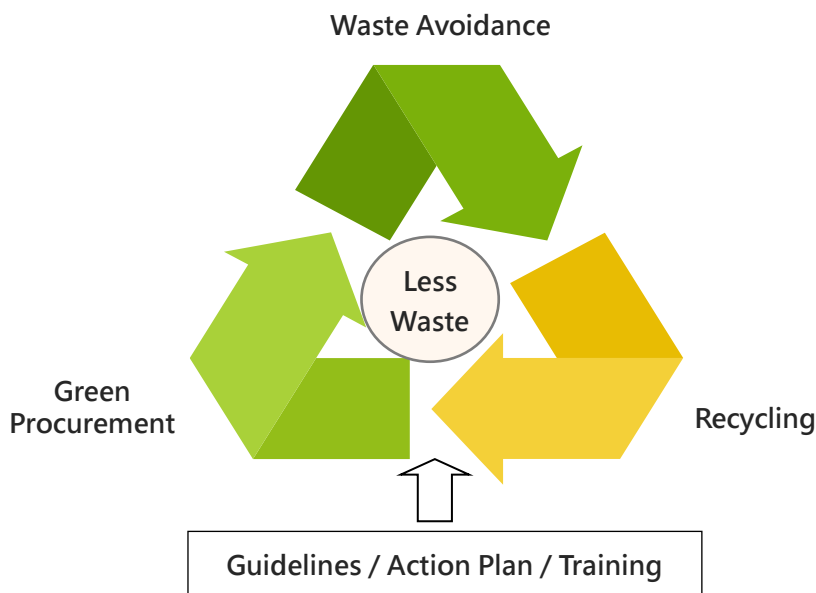 Waste Avoidance
Less
Waste
Green
Procurement
Recycling
Guidelines / Action Plan / Training